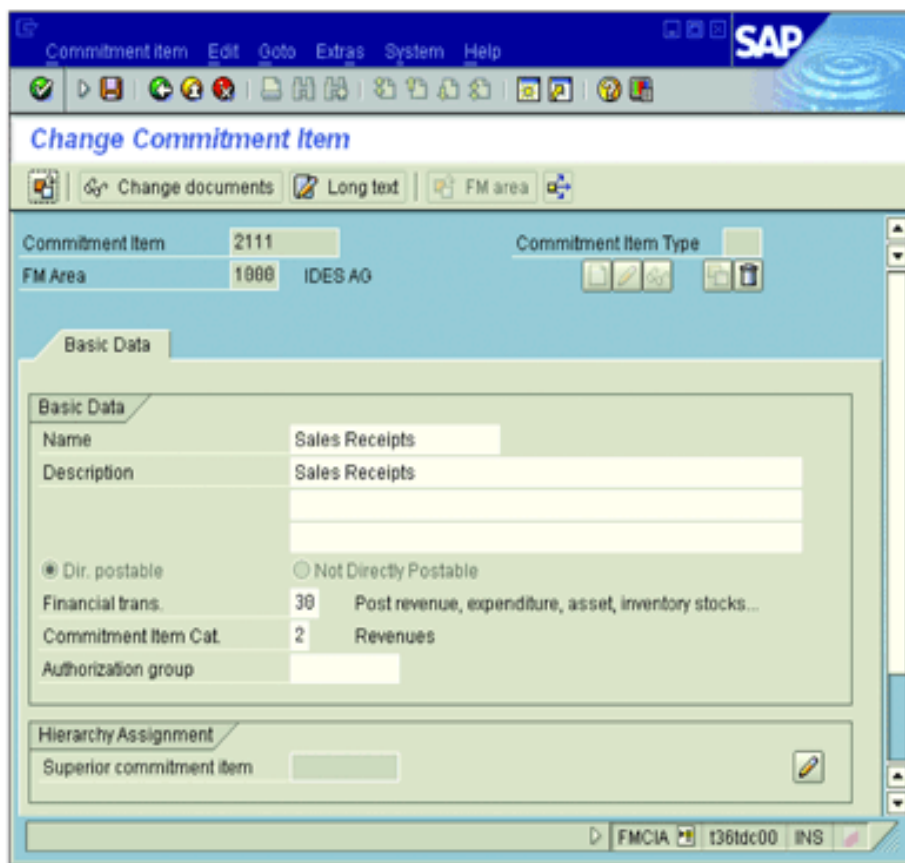 Commitment item Edit Goto Extras System Help
SAP
Change Commitment Item
Change documents Long text FM area
Commitment Item 2111 Commitment Item Type
FM Area 1000 IDES AG
Basic Data
Basic Data
Name Sales Receipts
Description Sales Receipts
Dir. postable Not Directly Postable
Financial trans. 30 Post revenue, expenditure, asset, inventory stocks...
Commitment Item Cat. 2 Revenues
Authorization group
Hierarchy Assignment
Superior commitment item
FMCIA t36tdc00 INS